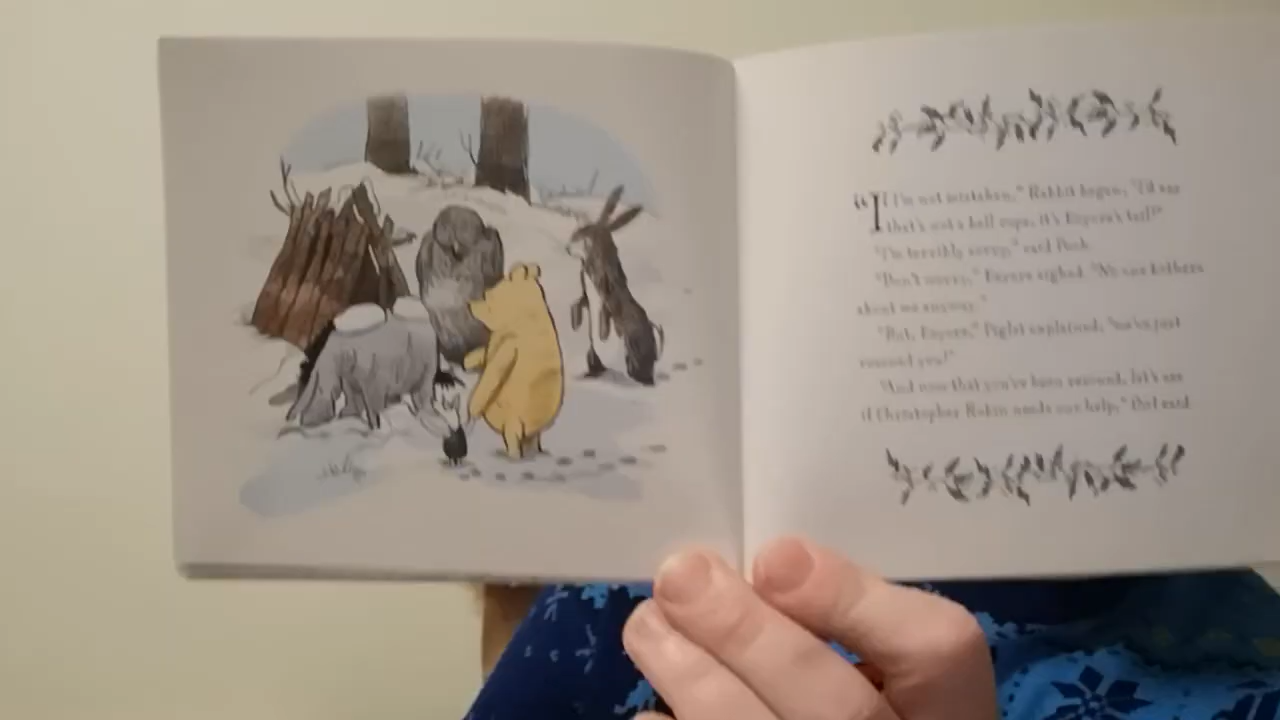 "If I'm not mistaken," Rabbit began, "I'd say
that's not a bell rope, it's Eeyore's tail!"
"I'm terribly sorry," said Pooh.
"Don't worry," Eeyore sighed. "No one bothers
about me anyway."
"But, Eeyore," Piglet explained, "we've just
rescued you!"
"And now that you've been rescued, let's see
if Christopher Robin needs our help," Owl said.